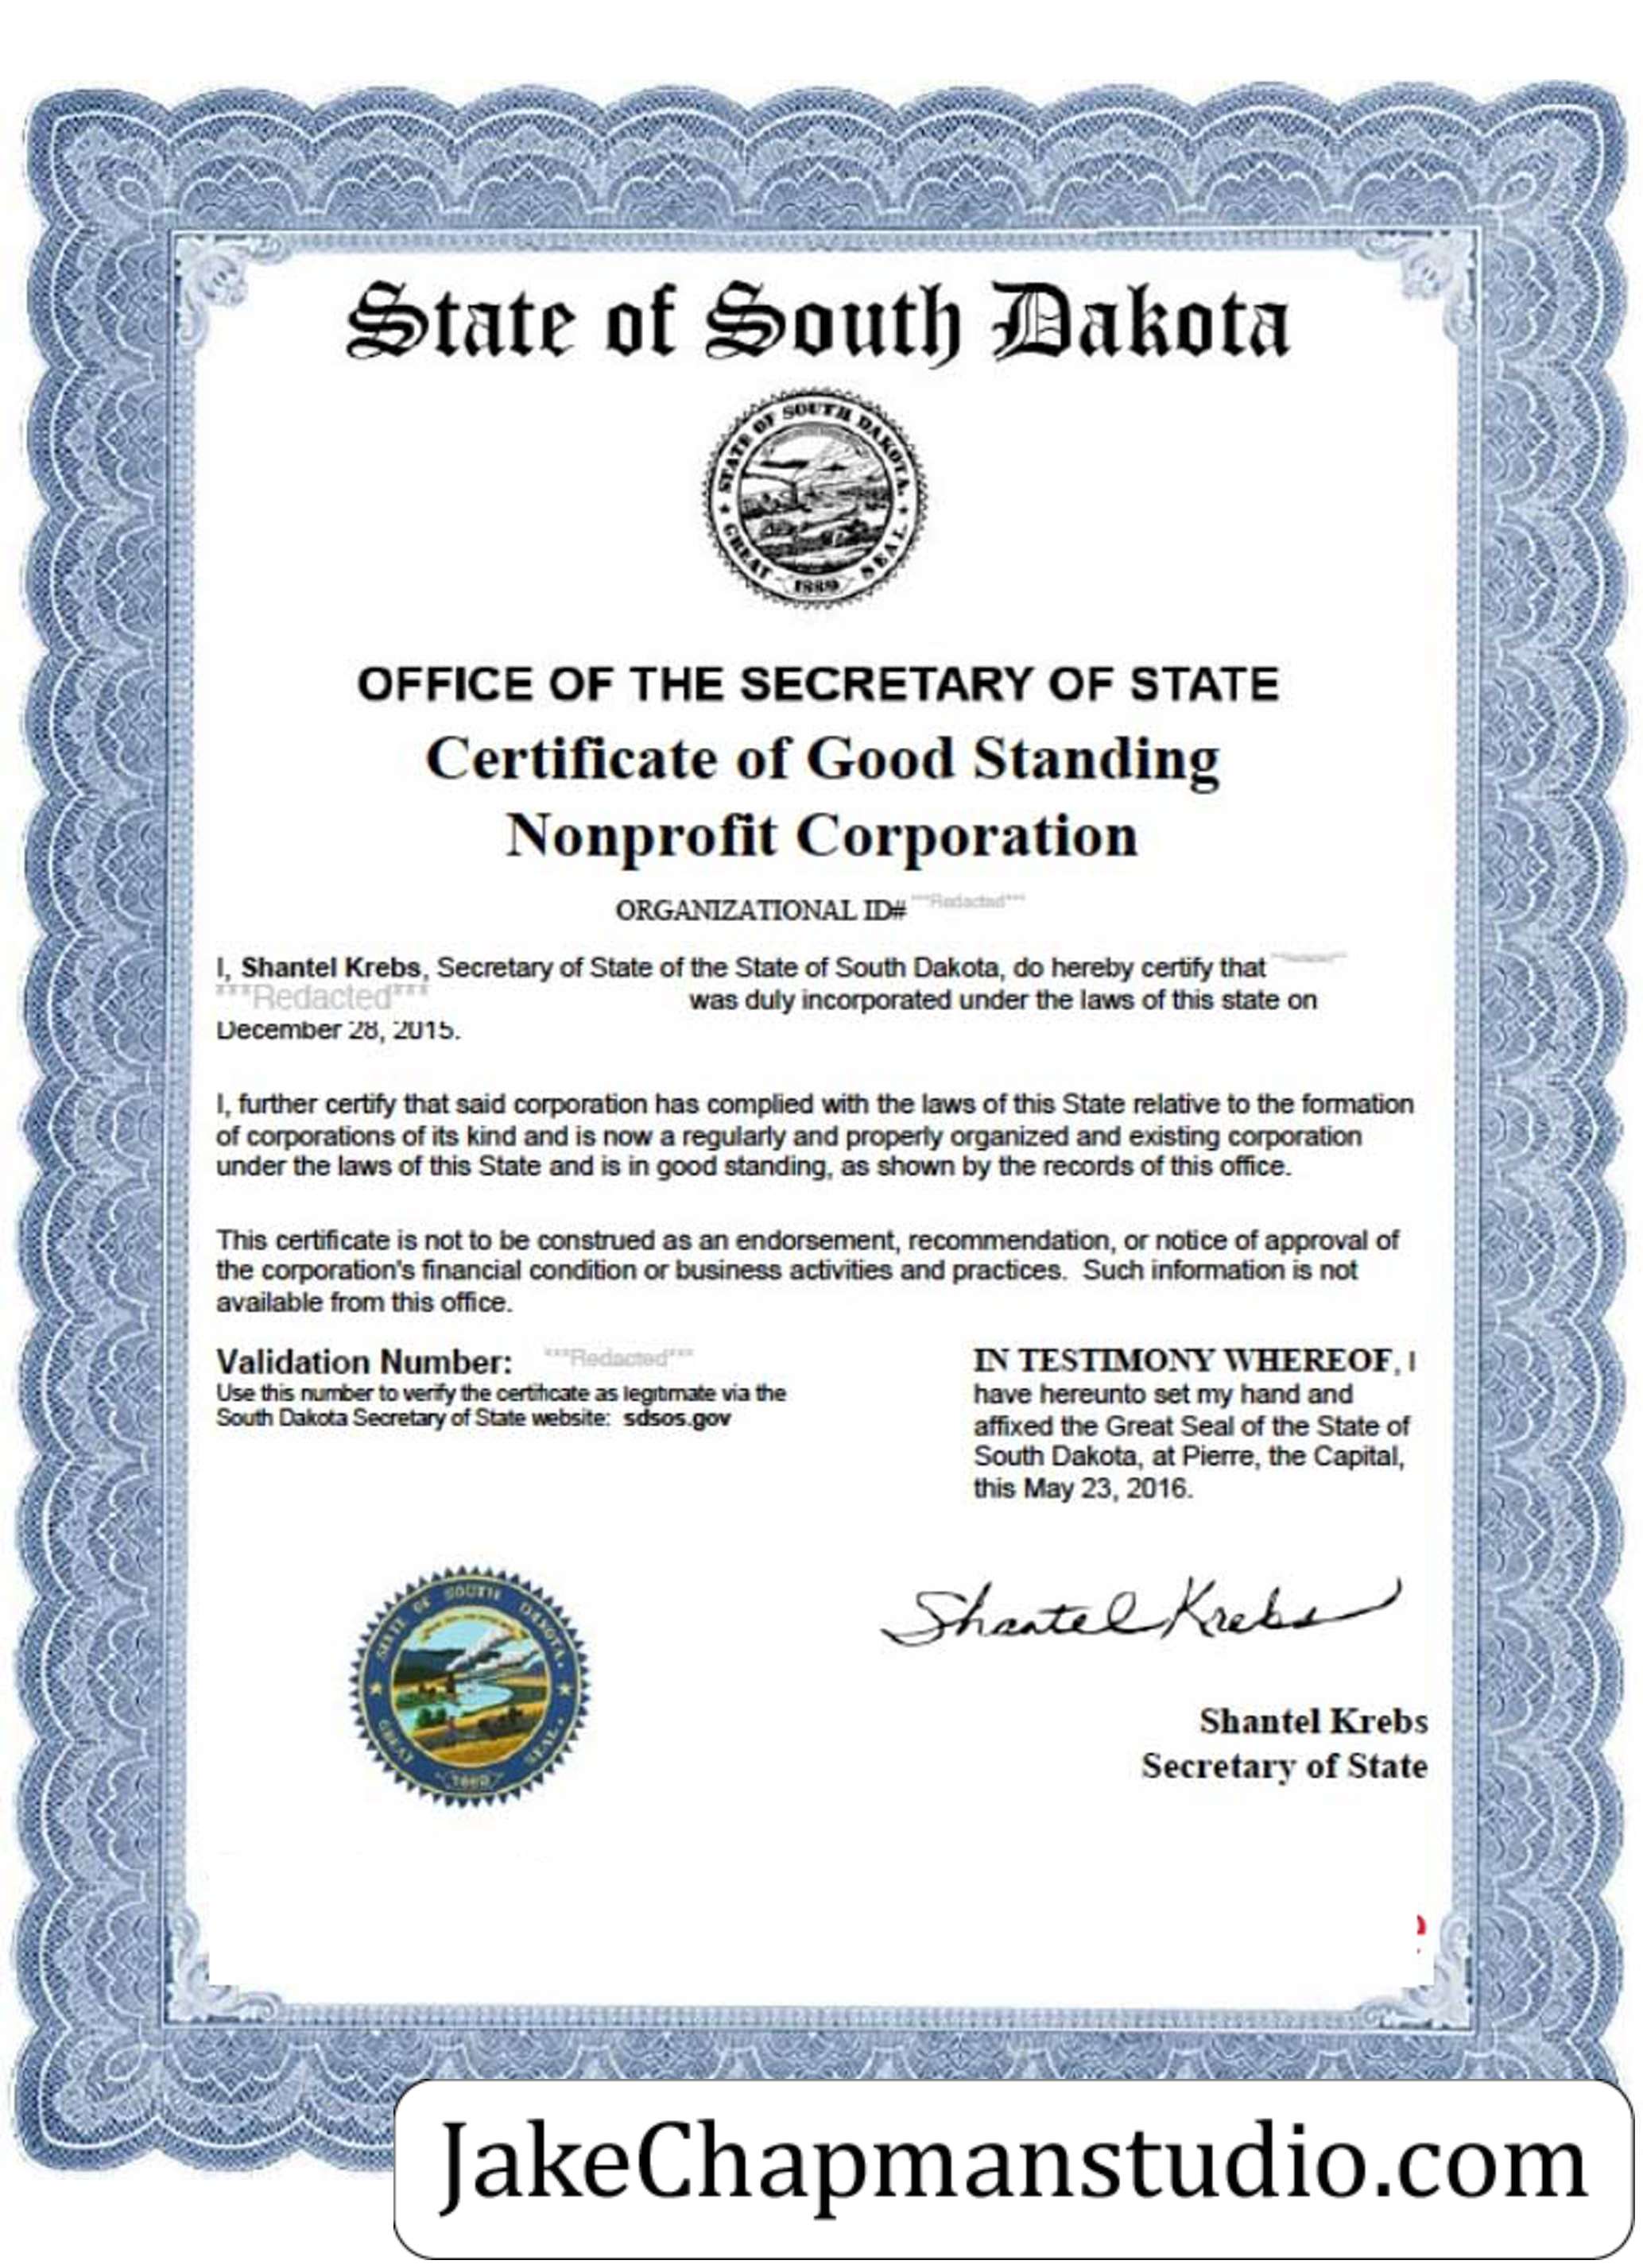 State of South Dakota
STATE OF SOUTH DAKOTA.
GREAT SEAL
1889
OFFICE OF THE SECRETARY OF STATE
Certificate of Good Standing
Nonprofit Corporation
ORGANIZATIONAL ID# ***Redacted***
I, Shantel Krebs, Secretary of State of the State of South Dakota, do hereby certify that
***Redacted*** was duly incorporated under the laws of this state on
December 28, 2015.
I, further certify that said corporation has complied with the laws of this State relative to the formation
of corporations of its kind and is now a regularly and properly organized and existing corporation
under the laws of this State and is in good standing, as shown by the records of this office.
This certificate is not to be construed as an endorsement, recommendation, or notice of approval of
the corporation's financial condition or business activities and practices. Such information is not
available from this office.
Validation Number: ***Redacted***
Use this number to verify the certificate as legitimate via the
South Dakota Secretary of State website: sdsos.gov
IN TESTIMONY WHEREOF, I
have hereunto set my hand and
affixed the Great Seal of the State of
South Dakota, at Pierre, the Capital,
this May 23, 2016.
STATE OF SOUTH DAKOTA.
GREAT SEAL.
1889
Shantel Krebs
Shantel Krebs
Secretary of State
JakeChapmanstudio.com